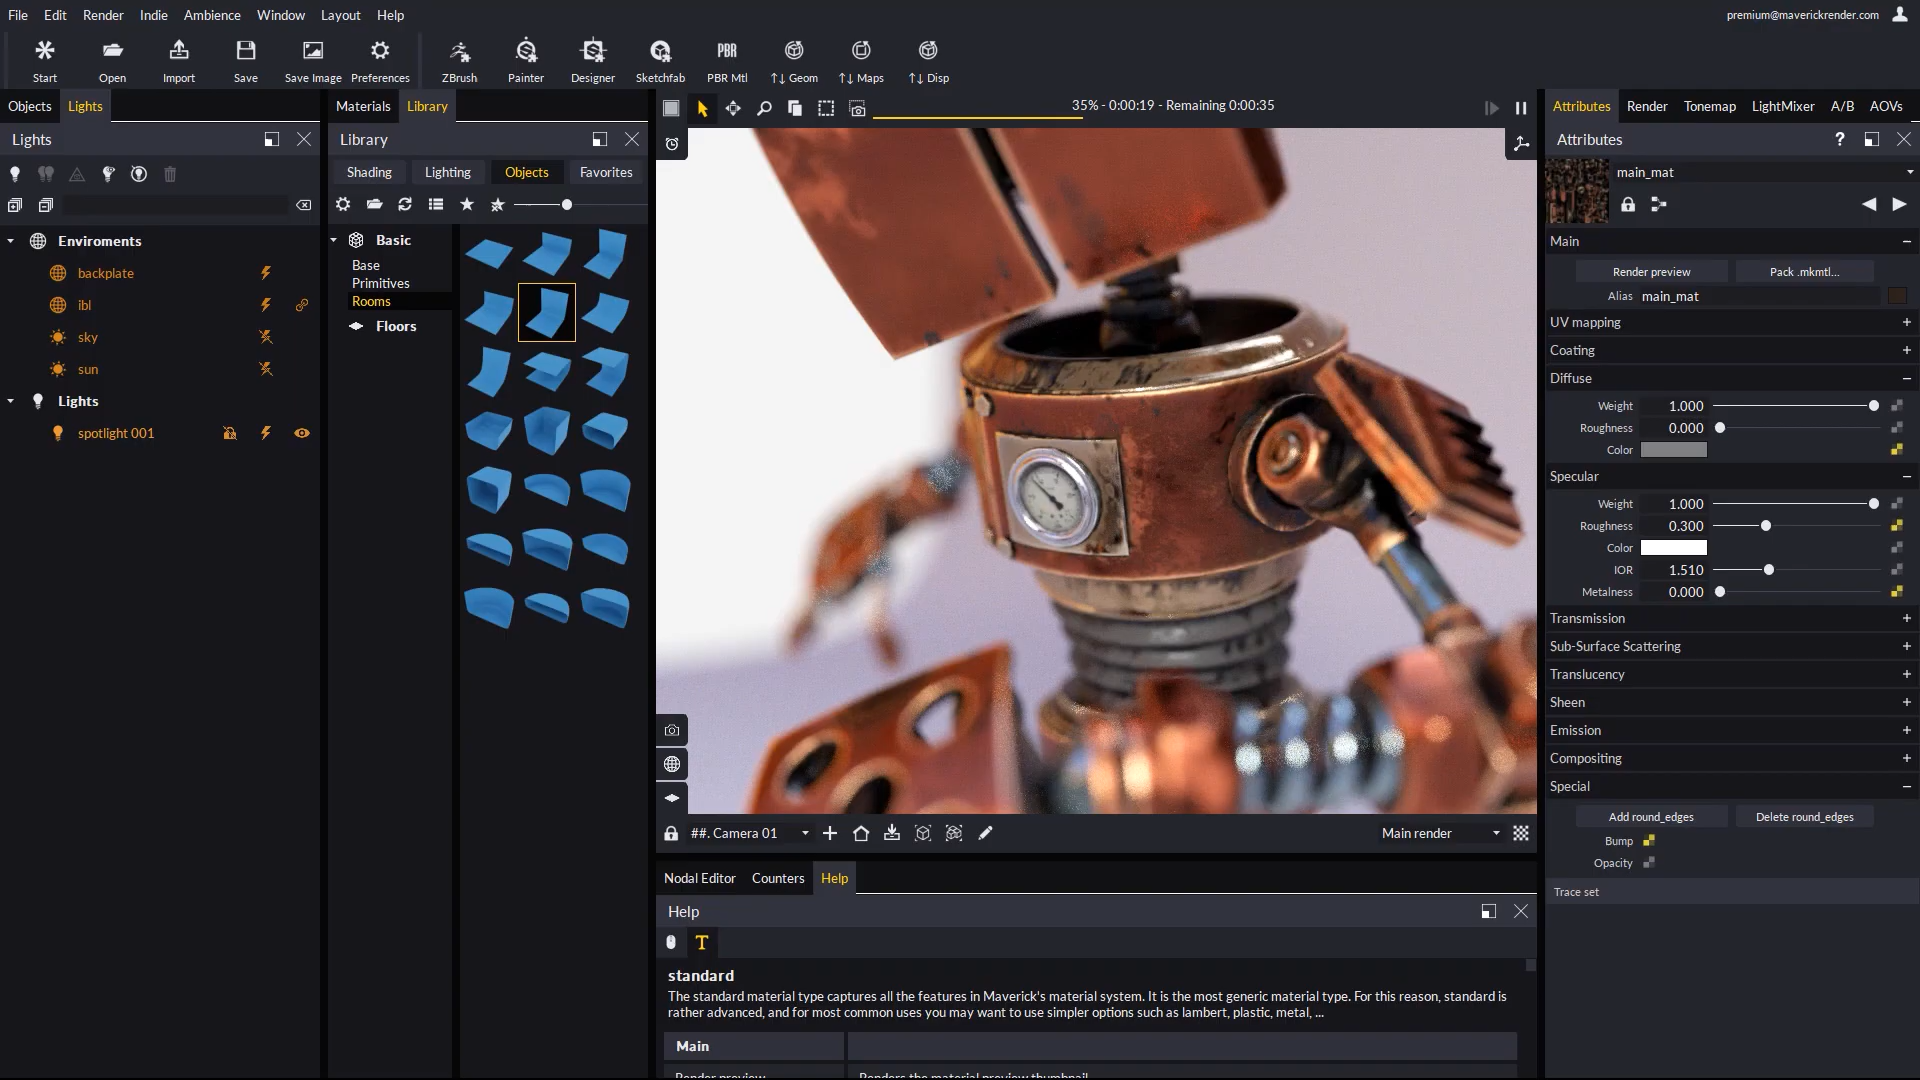 File Edit Render Indie Ambience Window Layout Help
premium@maverickrender.com
Start Open Import Save Save Image Preferences ZBrush Painter Designer Sketchfab PBR Mtl ↑↓ Geom ↑↓ Maps ↑↓ Disp
PBR
Objects Lights
Lights
Enviroments
backplate
ibl
sky
sun
Lights
spotlight 001
Materials Library
Library
Shading Lighting Objects Favorites
Basic
Base
Primitives
Rooms
Floors
35% - 0:00:19 - Remaining 0:00:35
##. Camera 01
Main render
Nodal Editor Counters Help
Help
T
standard
The standard material type captures all the features in Maverick's material system. It is the most generic material type. For this reason, standard is
rather advanced, and for most common uses you may want to use simpler options such as lambert, plastic, metal, ...
Main
Render preview Renders the material preview thumbnail
Attributes Render Tonemap LightMixer A/B AOVs
Attributes ?
main_mat
Main −
Render preview Pack .mkmtl...
Alias main_mat
UV mapping +
Coating +
Diffuse −
Weight 1.000
Roughness 0.000
Color
Specular −
Weight 1.000
Roughness 0.300
Color
IOR 1.510
Metalness 0.000
Transmission +
Sub-Surface Scattering +
Translucency +
Sheen +
Emission +
Compositing +
Special −
Add round_edges Delete round_edges
Bump
Opacity
Trace set